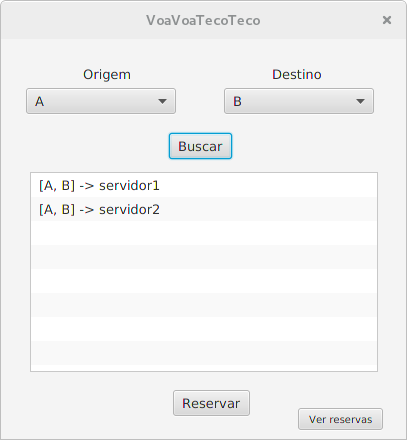 VoaVoaTecoTeco
Origem Destino
A B
Buscar
[A, B] -> servidor1
[A, B] -> servidor2
Reservar
Ver reservas